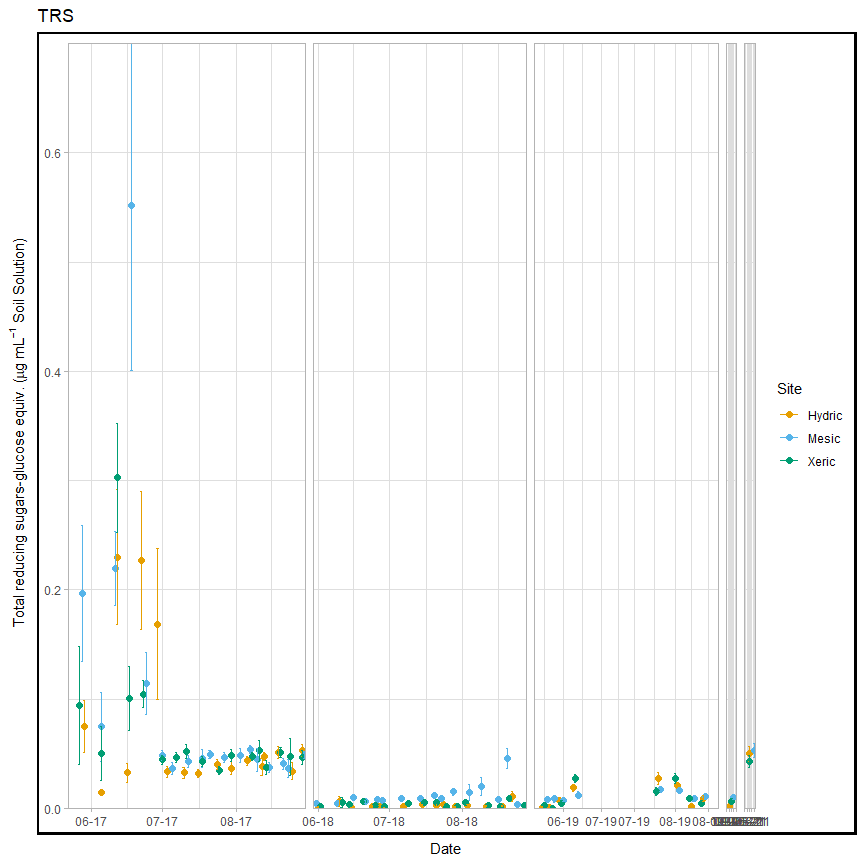 TRS
Total reducing sugars-glucose equiv. (μg mL⁻¹ Soil Solution)
0.6
0.4
0.2
0.0
06-17 07-17 08-17 06-18 07-18 08-18 06-19 07-19 07-19 08-19
Date
Site
Hydric
Mesic
Xeric